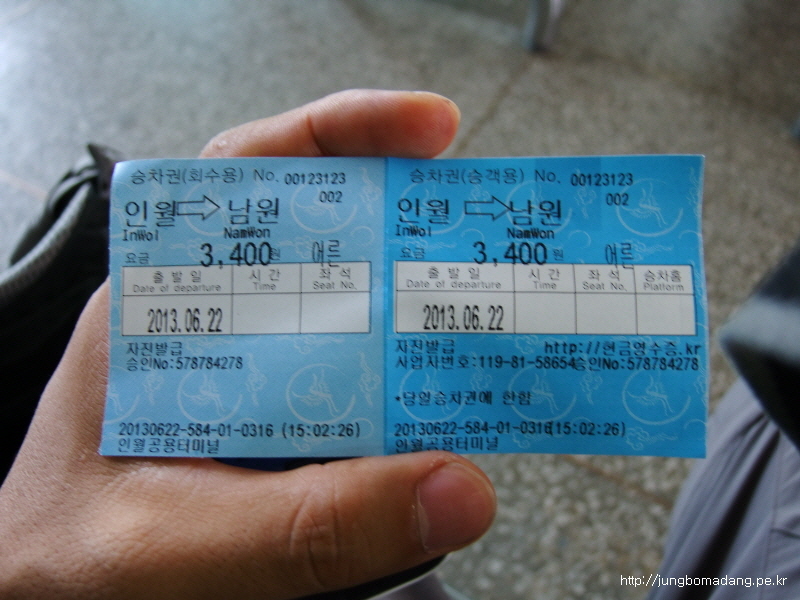 승차권(회수용) No. 00123123
002
인월 ⇨ 남원
InWol NamWon
요금 3,400원 어른
출발일 시간 좌석
Date of departure Time Seat No.
2013.06.22
자진발급
승인No:578784278
20130622-584-01-0316 (15:02:26)
인월공용터미널
승차권(승객용) No. 00123123
002
인월 ⇨ 남원
InWol NamWon
요금 3,400원 어른
출발일 시간 좌석 승차홈
Date of departure Time Seat No. Platform
2013.06.22
자진발급 http://현금영수증.kr
사업자번호:119-81-58654승인No:578784278
*당일승차권에 한함
20130622-584-01-0316(15:02:26)
인월공용터미널
http://jungbomadang.pe.kr